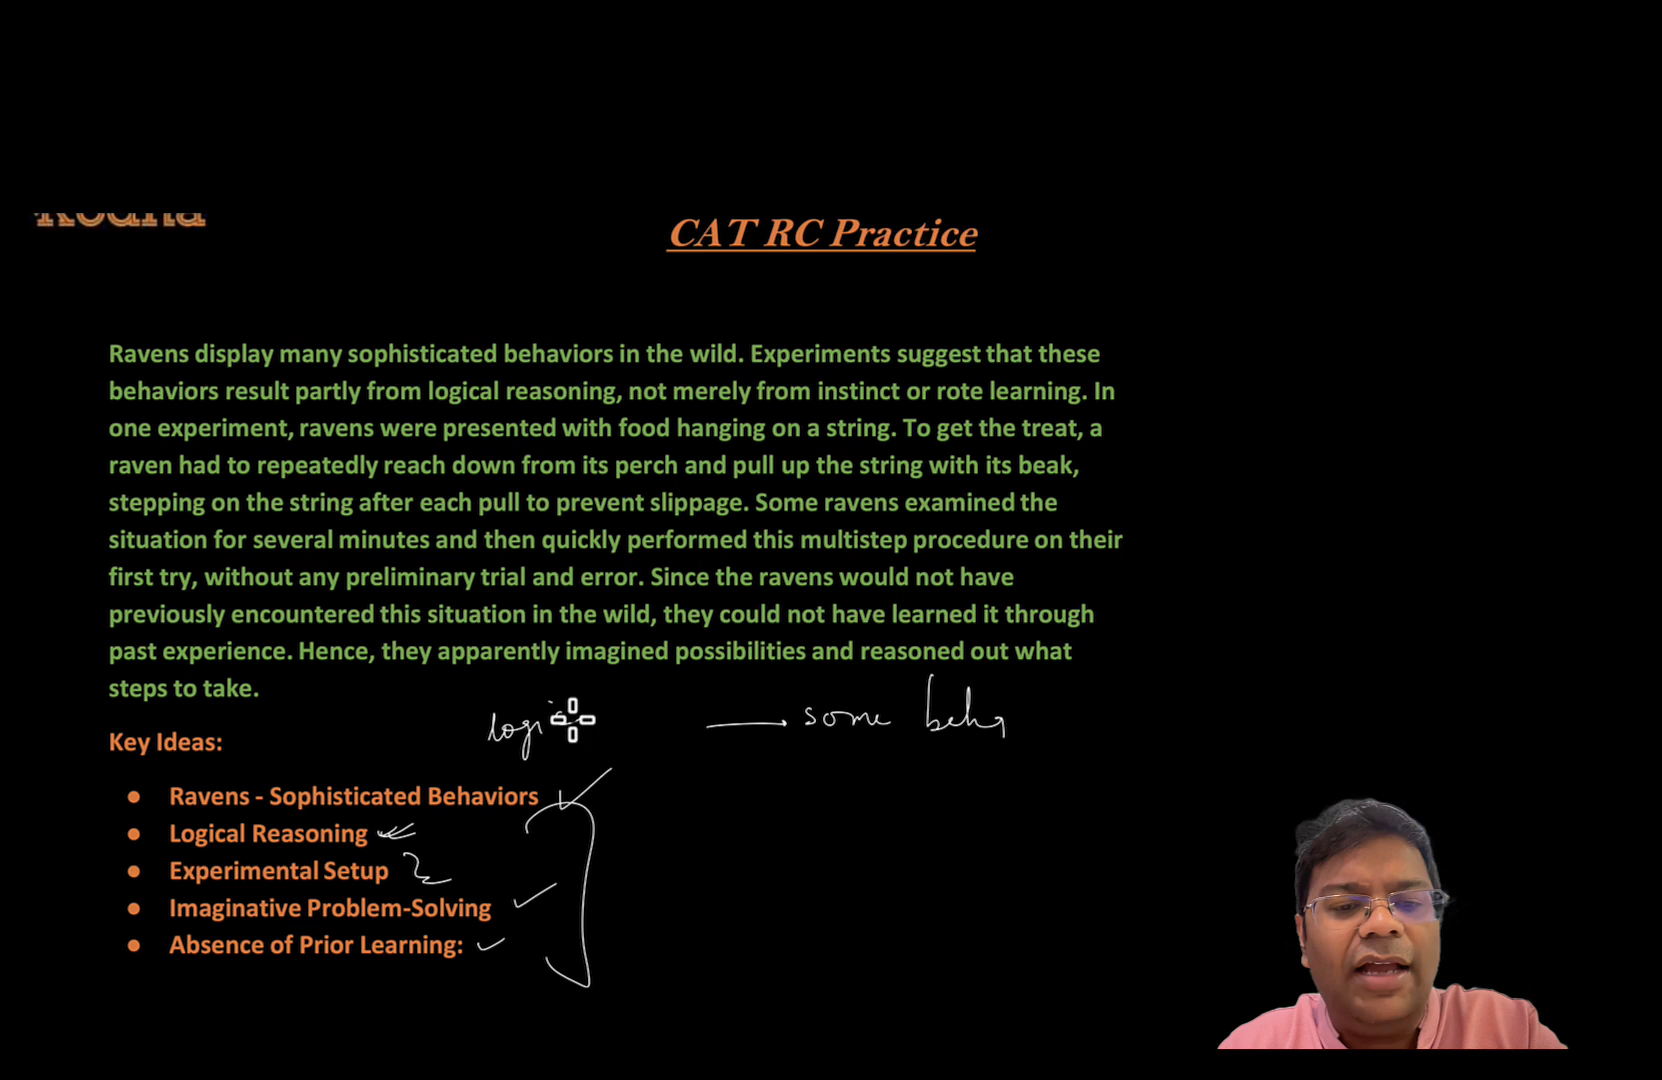 CAT RC Practice
Ravens display many sophisticated behaviors in the wild. Experiments suggest that these
behaviors result partly from logical reasoning, not merely from instinct or rote learning. In
one experiment, ravens were presented with food hanging on a string. To get the treat, a
raven had to repeatedly reach down from its perch and pull up the string with its beak,
stepping on the string after each pull to prevent slippage. Some ravens examined the
situation for several minutes and then quickly performed this multistep procedure on their
first try, without any preliminary trial and error. Since the ravens would not have
previously encountered this situation in the wild, they could not have learned it through
past experience. Hence, they apparently imagined possibilities and reasoned out what
steps to take.
logi some beha
Key Ideas:
● Ravens - Sophisticated Behaviors
● Logical Reasoning
● Experimental Setup
● Imaginative Problem-Solving
● Absence of Prior Learning: